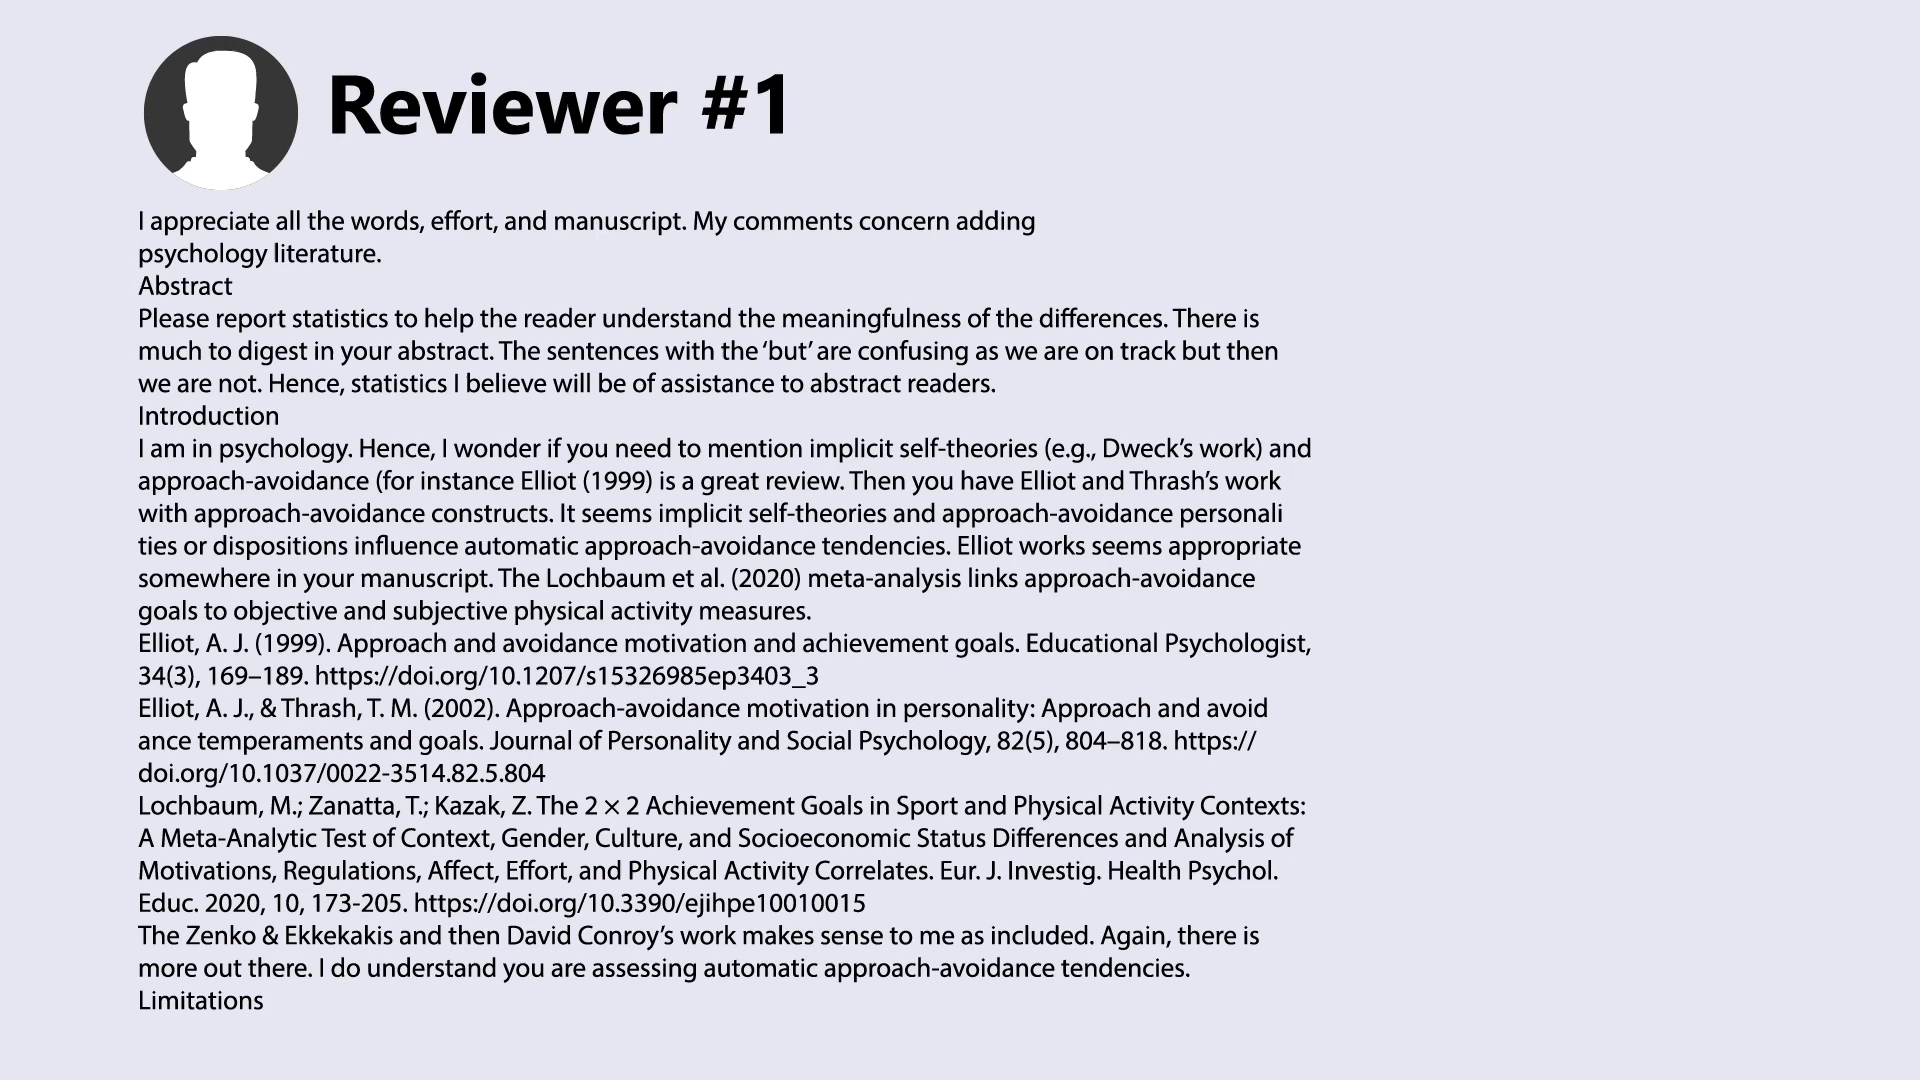 Reviewer #1
I appreciate all the words, effort, and manuscript. My comments concern adding
psychology literature.
Abstract
Please report statistics to help the reader understand the meaningfulness of the differences. There is
much to digest in your abstract. The sentences with the ‘but’ are confusing as we are on track but then
we are not. Hence, statistics I believe will be of assistance to abstract readers.
Introduction
I am in psychology. Hence, I wonder if you need to mention implicit self-theories (e.g., Dweck’s work) and
approach-avoidance (for instance Elliot (1999) is a great review. Then you have Elliot and Thrash’s work
with approach-avoidance constructs. It seems implicit self-theories and approach-avoidance personali
ties or dispositions influence automatic approach-avoidance tendencies. Elliot works seems appropriate
somewhere in your manuscript. The Lochbaum et al. (2020) meta-analysis links approach-avoidance
goals to objective and subjective physical activity measures.
Elliot, A. J. (1999). Approach and avoidance motivation and achievement goals. Educational Psychologist,
34(3), 169–189. https://doi.org/10.1207/s15326985ep3403_3
Elliot, A. J., & Thrash, T. M. (2002). Approach-avoidance motivation in personality: Approach and avoid
ance temperaments and goals. Journal of Personality and Social Psychology, 82(5), 804–818. https://
doi.org/10.1037/0022-3514.82.5.804
Lochbaum, M.; Zanatta, T.; Kazak, Z. The 2 × 2 Achievement Goals in Sport and Physical Activity Contexts:
A Meta-Analytic Test of Context, Gender, Culture, and Socioeconomic Status Differences and Analysis of
Motivations, Regulations, Affect, Effort, and Physical Activity Correlates. Eur. J. Investig. Health Psychol.
Educ. 2020, 10, 173-205. https://doi.org/10.3390/ejihpe10010015
The Zenko & Ekkekakis and then David Conroy’s work makes sense to me as included. Again, there is
more out there. I do understand you are assessing automatic approach-avoidance tendencies.
Limitations